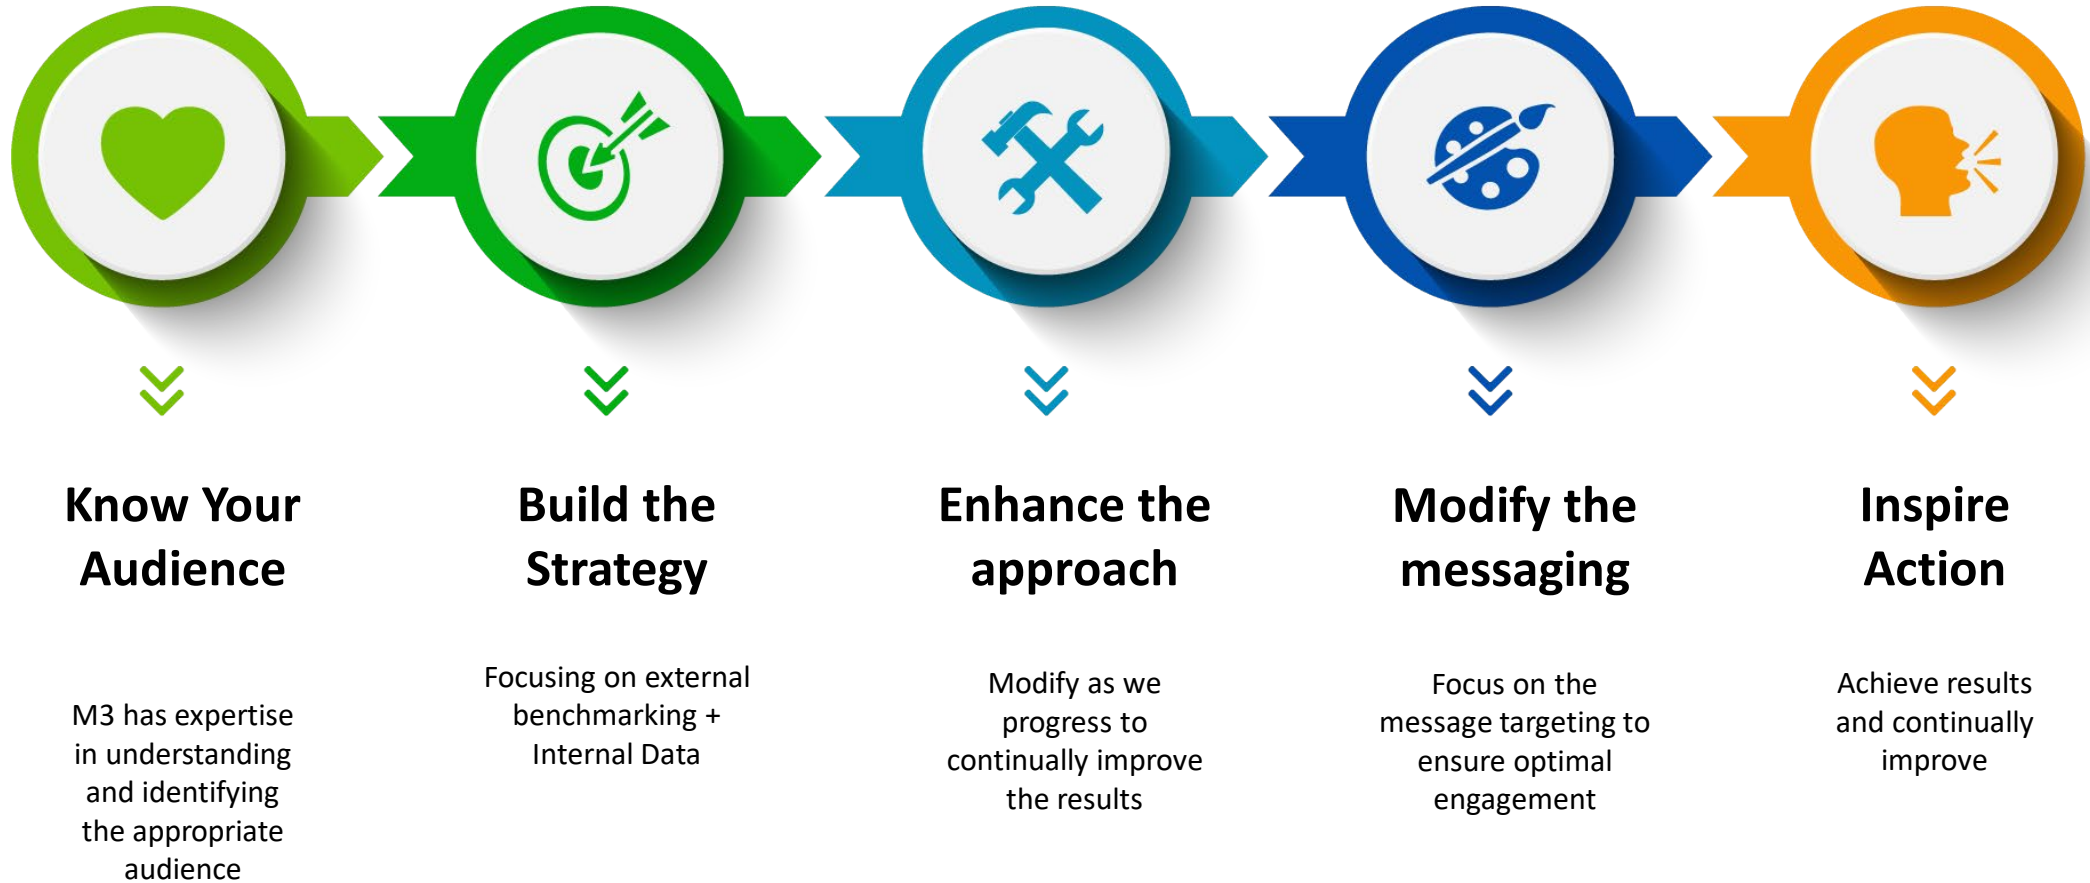 Know Your
Audience
M3 has expertise
in understanding
and identifying
the appropriate
audience
Build the
Strategy
Focusing on external
benchmarking +
Internal Data
Enhance the
approach
Modify as we
progress to
continually improve
the results
Modify the
messaging
Focus on the
message targeting to
ensure optimal
engagement
Inspire
Action
Achieve results
and continually
improve